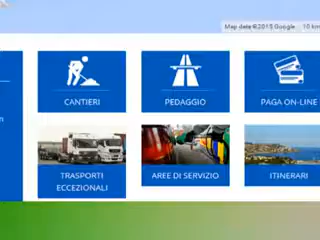 Map data ©2015 Google 10 km
CANTIERI
PEDAGGIO
PAGA ON-LINE
TRASPORTI
ECCEZIONALI
AREE DI SERVIZIO
ITINERARI